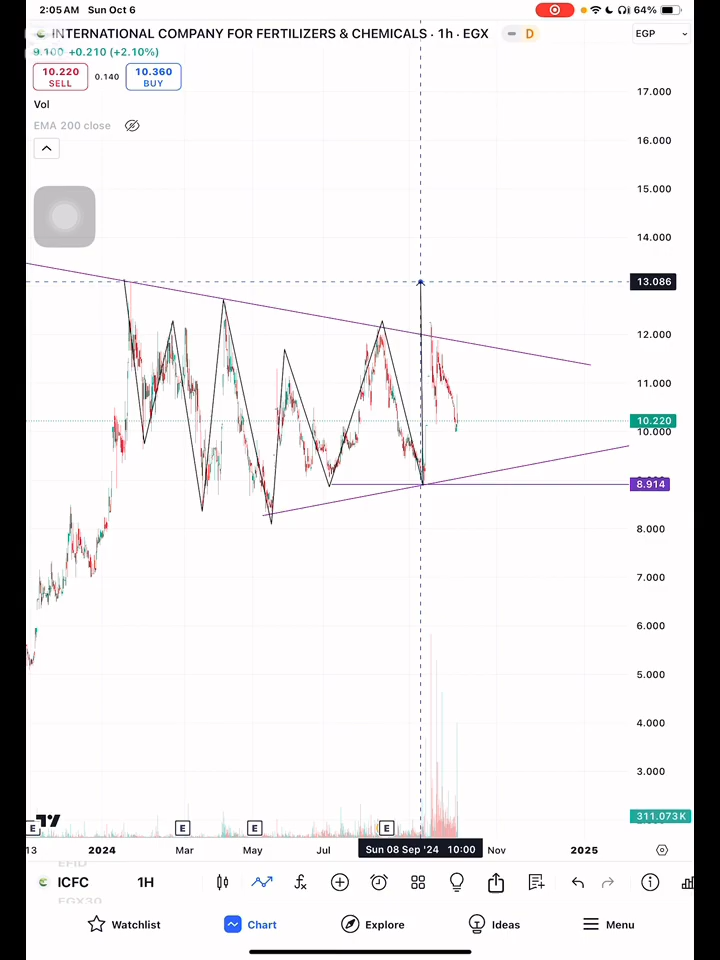 2:05 AM Sun Oct 6
64%
INTERNATIONAL COMPANY FOR FERTILIZERS & CHEMICALS · 1h · EGX
D
EGP
9.100 +0.210 (+2.10%)
10.220
SELL
0.140
10.360
BUY
Vol
EMA 200 close
17.000
16.000
15.000
14.000
13.086
12.000
11.000
10.220
10.000
8.914
8.000
7.000
6.000
5.000
4.000
3.000
311.073K
E
E
E
E
13
2024
Mar
May
Jul
Sun 08 Sep '24 10:00
Nov
2025
EFID
ICFC
1H
EGX30
Watchlist
Chart
Explore
Ideas
Menu